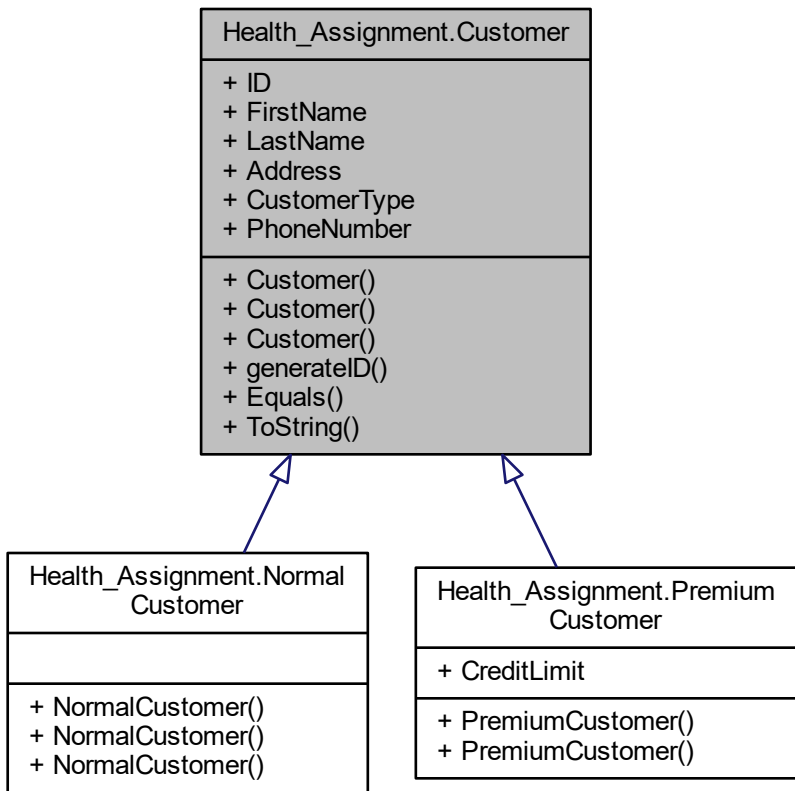 Health_Assignment.Customer
+ ID
+ FirstName
+ LastName
+ Address
+ CustomerType
+ PhoneNumber
+ Customer()
+ Customer()
+ Customer()
+ generateID()
+ Equals()
+ ToString()
Health_Assignment.Normal
Customer
+ NormalCustomer()
+ NormalCustomer()
+ NormalCustomer()
Health_Assignment.Premium
Customer
+ CreditLimit
+ PremiumCustomer()
+ PremiumCustomer()